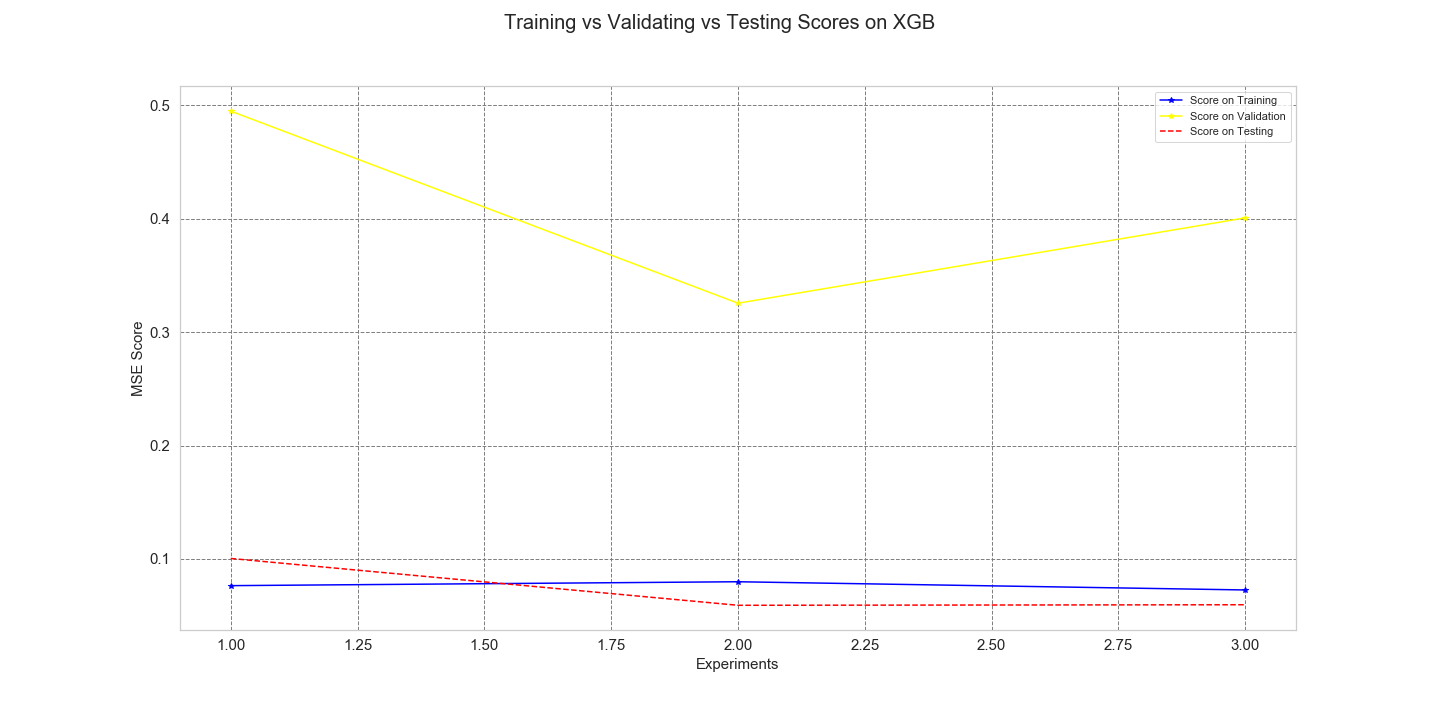 Training vs Validating vs Testing Scores on XGB
0.5
0.4
0.3
0.2
0.1
MSE Score
Score on Training
Score on Validation
Score on Testing
1.00 1.25 1.50 1.75 2.00 2.25 2.50 2.75 3.00
Experiments